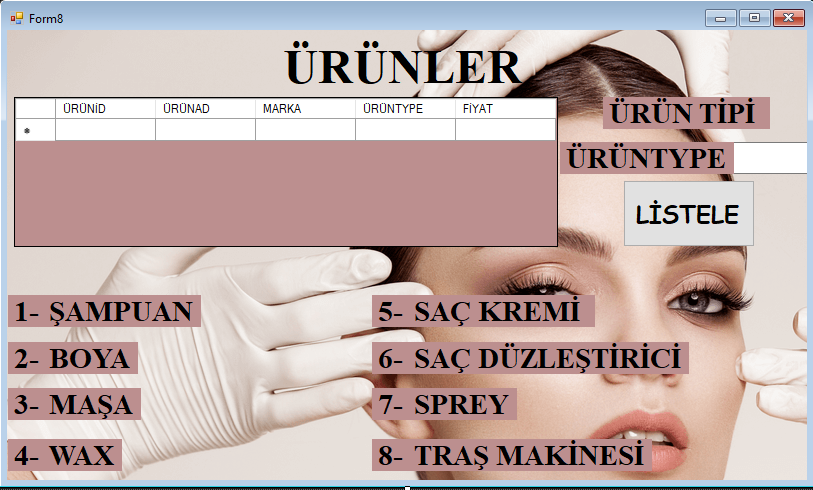 Form8
ÜRÜNLER
ÜRÜNİD ÜRÜNAD MARKA ÜRÜNTYPE FİYAT
ÜRÜN TİPİ
ÜRÜNTYPE
LİSTELE
1- ŞAMPUAN
2- BOYA
3- MAŞA
4- WAX
5- SAÇ KREMİ
6- SAÇ DÜZLEŞTİRİCİ
7- SPREY
8- TRAŞ MAKİNESİ